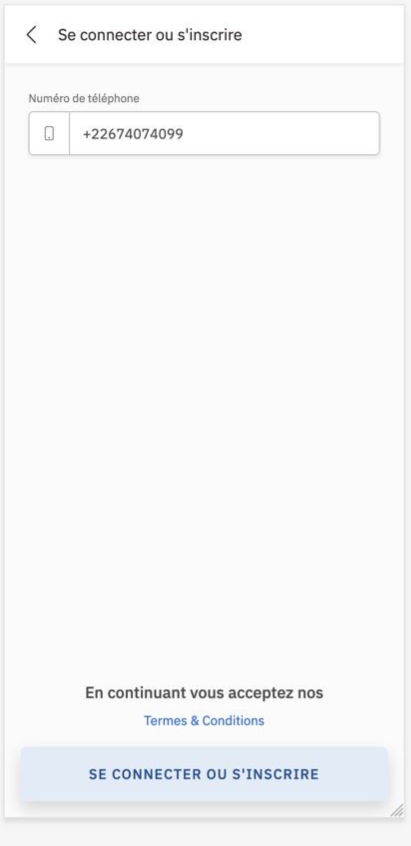 Se connecter ou s'inscrire
Numéro de téléphone
+22674074099
En continuant vous acceptez nos
Termes & Conditions
SE CONNECTER OU S'INSCRIRE